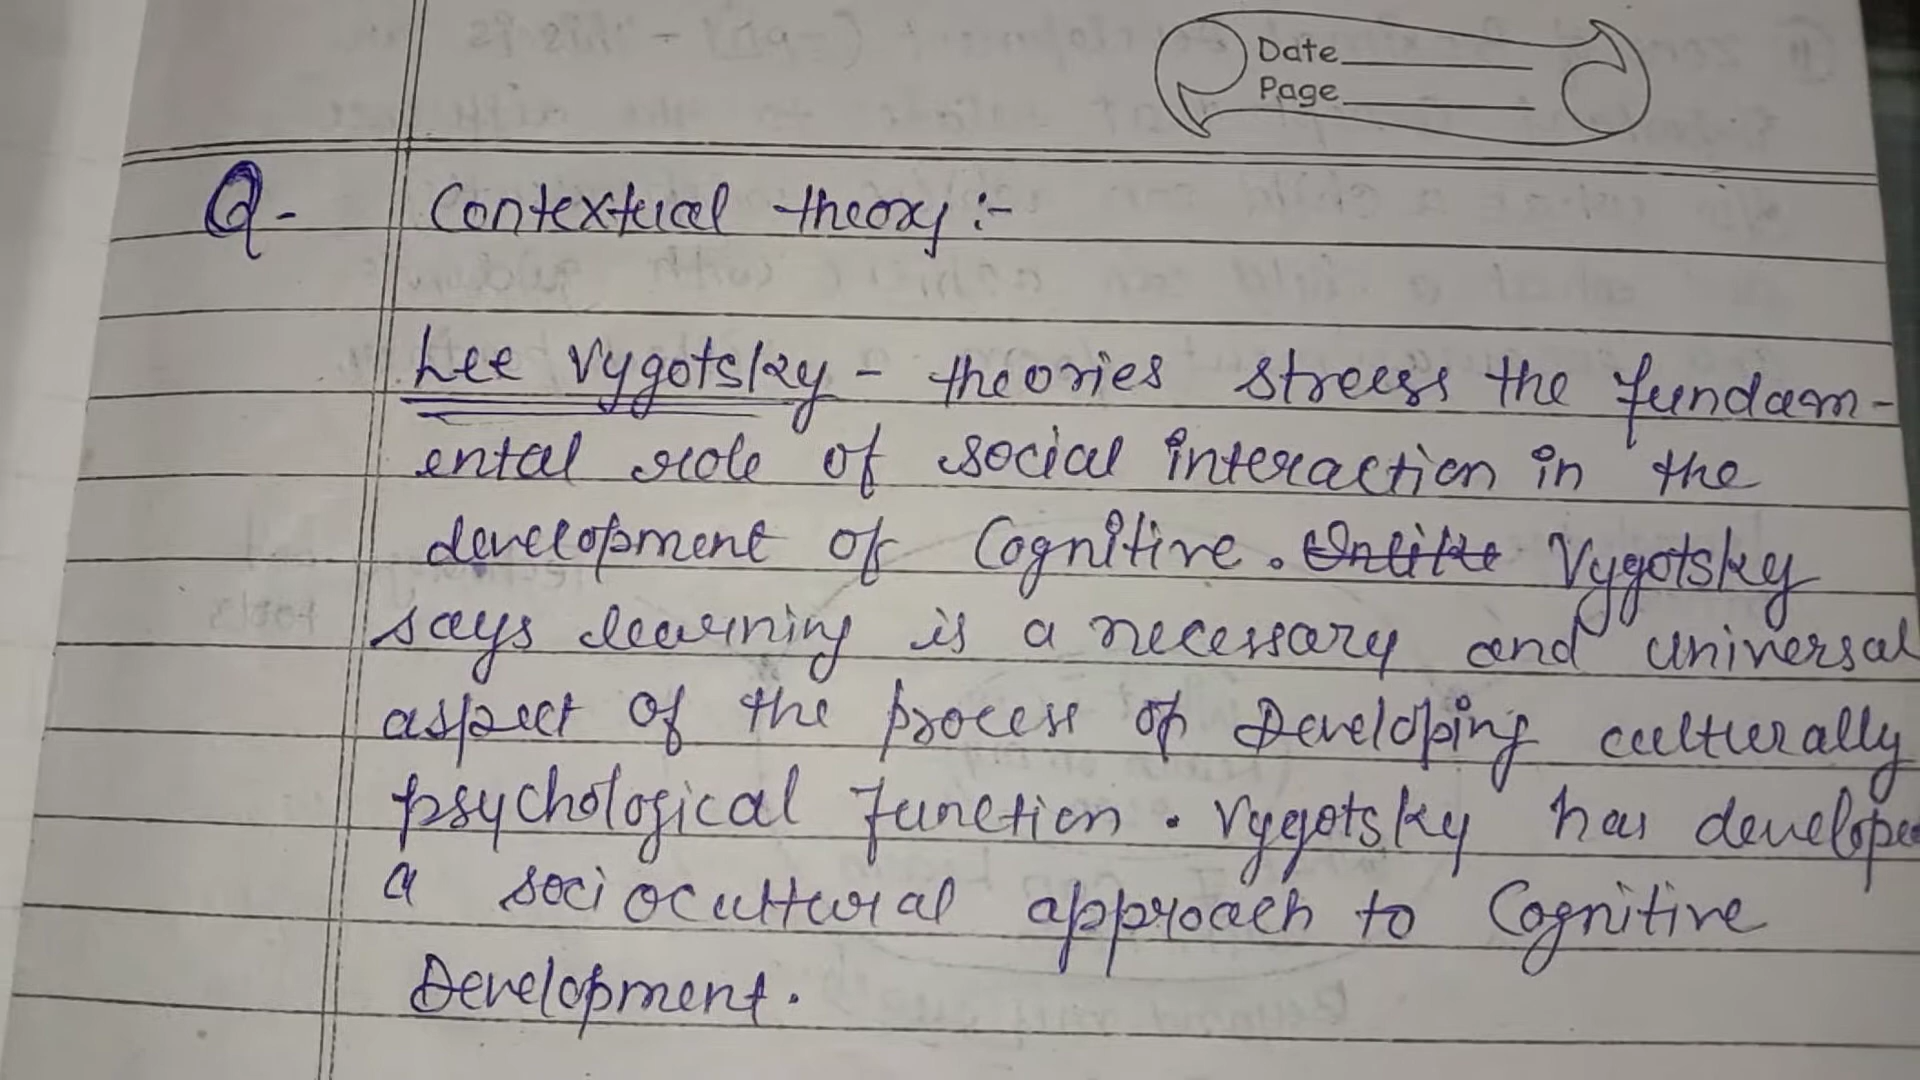 Date
Page
Q- Contextual theory :-
Lee Vygotsky - theories stress the fundam-
ental role of social interaction in the
development of Cognitive. Unlike Vygotsky
says learning is a necessary and universal
aspect of the process of Developing culturally
psychological function. Vygotsky has develope
a sociocultural approach to Cognitive
Development.